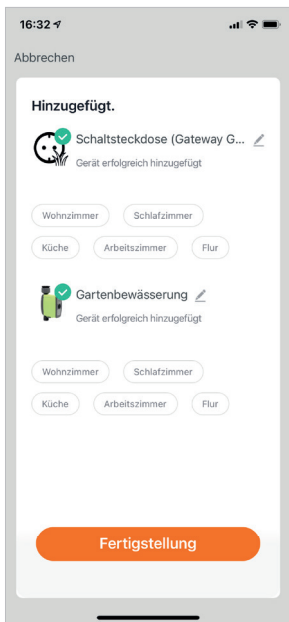 16:32
Abbrechen
Hinzugefügt.
Schaltsteckdose (Gateway G...
Gerät erfolgreich hinzugefügt
Wohnzimmer Schlafzimmer
Küche Arbeitszimmer Flur
Gartenbewässerung
Gerät erfolgreich hinzugefügt
Wohnzimmer Schlafzimmer
Küche Arbeitszimmer Flur
Fertigstellung